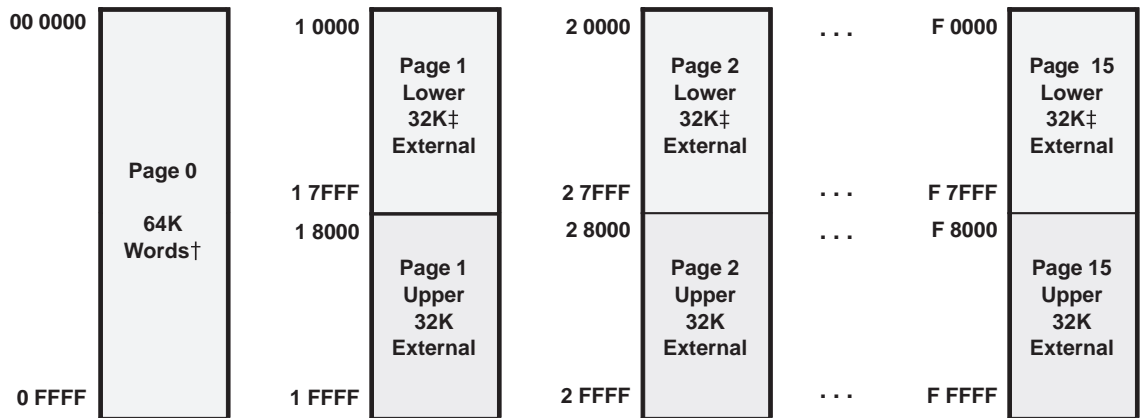 00 0000
1 0000
2 0000
. . .
F 0000
Page 1
Lower
32K‡
External
Page 2
Lower
32K‡
External
Page 15
Lower
32K‡
External
Page 0
64K
Words†
1 7FFF
2 7FFF
. . .
F 7FFF
1 8000
2 8000
. . .
F 8000
Page 1
Upper
32K
External
Page 2
Upper
32K
External
Page 15
Upper
32K
External
0 FFFF
1 FFFF
2 FFFF
. . .
F FFFF